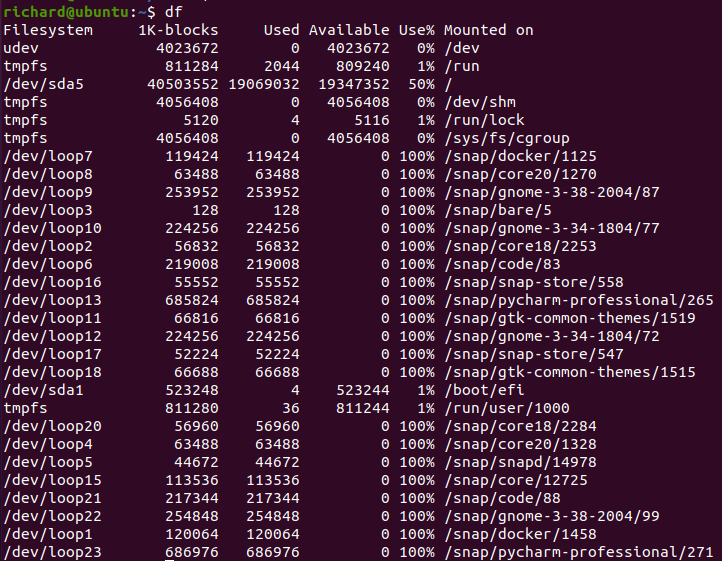 richard@ubuntu:~$ df
Filesystem     1K-blocks     Used Available Use% Mounted on
udev             4023672        0   4023672   0% /dev
tmpfs             811284     2044    809240   1% /run
/dev/sda5       40503552 19069032  19347352  50% /
tmpfs            4056408        0   4056408   0% /dev/shm
tmpfs               5120        4      5116   1% /run/lock
tmpfs            4056408        0   4056408   0% /sys/fs/cgroup
/dev/loop7        119424   119424         0 100% /snap/docker/1125
/dev/loop8         63488    63488         0 100% /snap/core20/1270
/dev/loop9        253952   253952         0 100% /snap/gnome-3-38-2004/87
/dev/loop3           128      128         0 100% /snap/bare/5
/dev/loop10       224256   224256         0 100% /snap/gnome-3-34-1804/77
/dev/loop2         56832    56832         0 100% /snap/core18/2253
/dev/loop6        219008   219008         0 100% /snap/code/83
/dev/loop16        55552    55552         0 100% /snap/snap-store/558
/dev/loop13       685824   685824         0 100% /snap/pycharm-professional/265
/dev/loop11        66816    66816         0 100% /snap/gtk-common-themes/1519
/dev/loop12       224256   224256         0 100% /snap/gnome-3-34-1804/72
/dev/loop17        52224    52224         0 100% /snap/snap-store/547
/dev/loop18        66688    66688         0 100% /snap/gtk-common-themes/1515
/dev/sda1         523248        4    523244   1% /boot/efi
tmpfs             811280       36    811244   1% /run/user/1000
/dev/loop20        56960    56960         0 100% /snap/core18/2284
/dev/loop4         63488    63488         0 100% /snap/core20/1328
/dev/loop5         44672    44672         0 100% /snap/snapd/14978
/dev/loop15       113536   113536         0 100% /snap/core/12725
/dev/loop21       217344   217344         0 100% /snap/code/88
/dev/loop22       254848   254848         0 100% /snap/gnome-3-38-2004/99
/dev/loop1        120064   120064         0 100% /snap/docker/1458
/dev/loop23       686976   686976         0 100% /snap/pycharm-professional/271